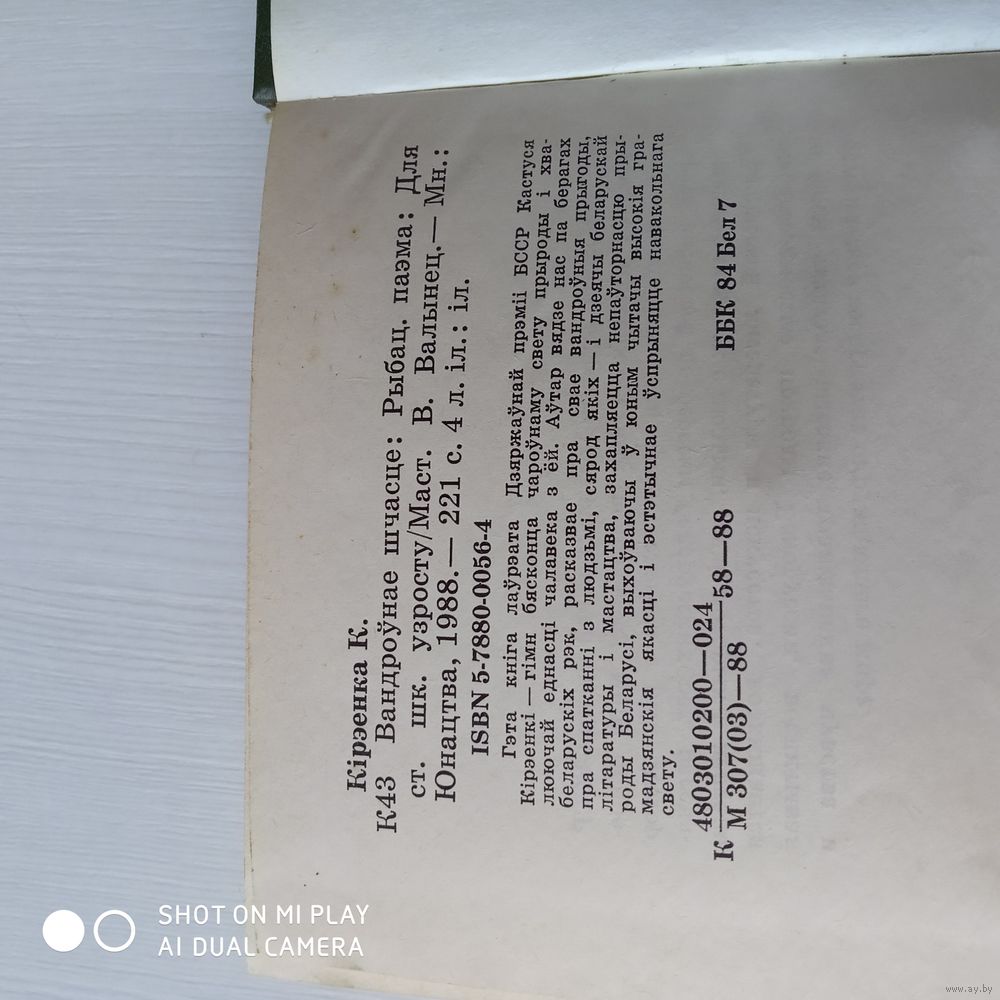 Кірэенка К.
К43 Вандроўнае шчасце: Рыбац. паэма: Для
ст. шк. узросту/Маст. В. Валынец.— Мн.:
Юнацтва, 1988.— 221 с. 4 л. іл.: іл.
ISBN 5-7880-0056-4
Гэта кніга лаўрэата Дзяржаўнай прэміі БССР Кастуся
Кірэенкі — гімн бясконца чароўнаму свету прыроды і хва-
люючай еднасці чалавека з ёй. Аўтар вядзе нас па берагах
беларускіх рэк, расказвае пра свае вандроўныя прыгоды,
пра спатканні з людзьмі, сярод якіх — і дзеячы беларускай
літаратуры і мастацтва, захапляецца непаўторнасцю пры-
роды Беларусі, выхоўваючы ў юным чытачы высокія гра-
мадзянскія якасці і эстэтычнае ўспрыняцце навакольнага
свету.
К 4803010200—024 58—88 ББК 84 Бел 7
М 307(03)—88
SHOT ON MI PLAY
AI DUAL CAMERA
www.ay.by